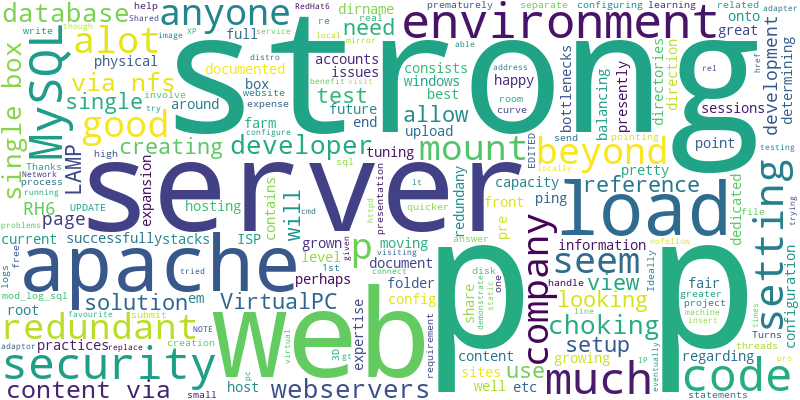 database
dirname
anyone
help
Shared
write
image
XP
though
around
re
full
real
service
local
mirror
RedHat6
need
prematurely
configuring
separate
learning
related
adapter
onto
great
environment
documented
distro
visit
benefit
alot
physical
via nfs
MySQL
single box
consists
windows
accounts
issues
best
test
box
website
expense
single
good
creating
strong
happy
room
curve
address
able
bottlenecks
balancing
directories
direction
rel
href
development
determining
sessions
allow
future
upload
end
mount
beyond
presently
point
pointing
send
locally
EDITED
testing
try
involve
configure
farm
developer
tuning
LAMP
Thanks
Network
process
running
high
UPDATE
expansion
hosting
contains
ISP
will
server
sql
quicker
presentation
httpd
cmd
lt
capacity
ping
redundany
front
pre
load
reference
pretty
dedicated
file
setting
RH6
page
current
successfully
stacks
moving
1st
level
grown
given
perhaps
connect
visiting
answer
config
one
information
fair
greater
project
machine
insert
Ideally
configuration
problems
logs
free
mod_log_sql
tried
apache
p
em
VirtualPC
document
folder
disk
share
demonstrate
static
company
seem
view
nofollow
looking
handle
line
choking
regarding
times
threads
trying
root
favourite
solution
submit
redundant
NOTE
adaptor
replace
practices
creation
3D
gt
host
pc
virtual
expertise
requirement
web
p
content
sites
well
etc
use
setup
growing
IP
eventually
much
p
code
Turns
pro
statements
security
content via
small
webservers